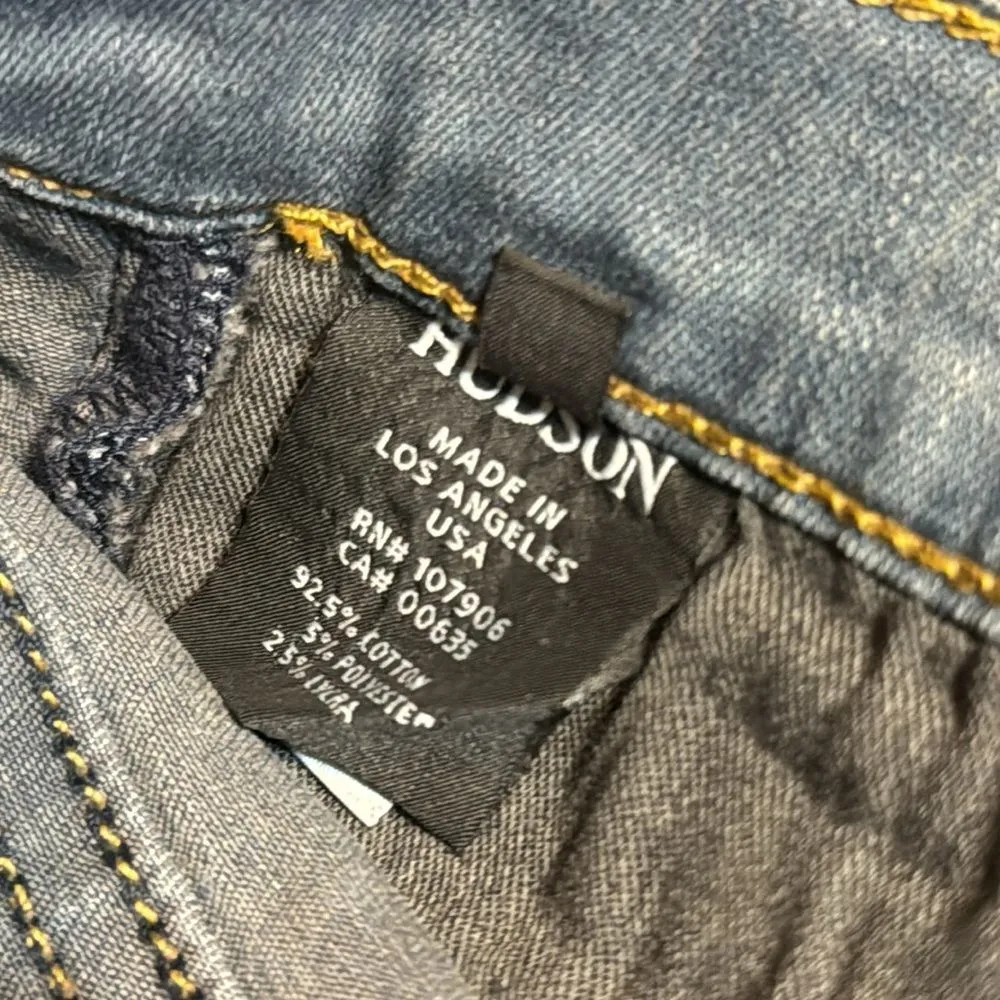 HUDSON
MADE IN
LOS ANGELES
USA
RN# 107906
CA# 00635
92.5% COTTON
5% POLYESTER
2.5% LYCRA